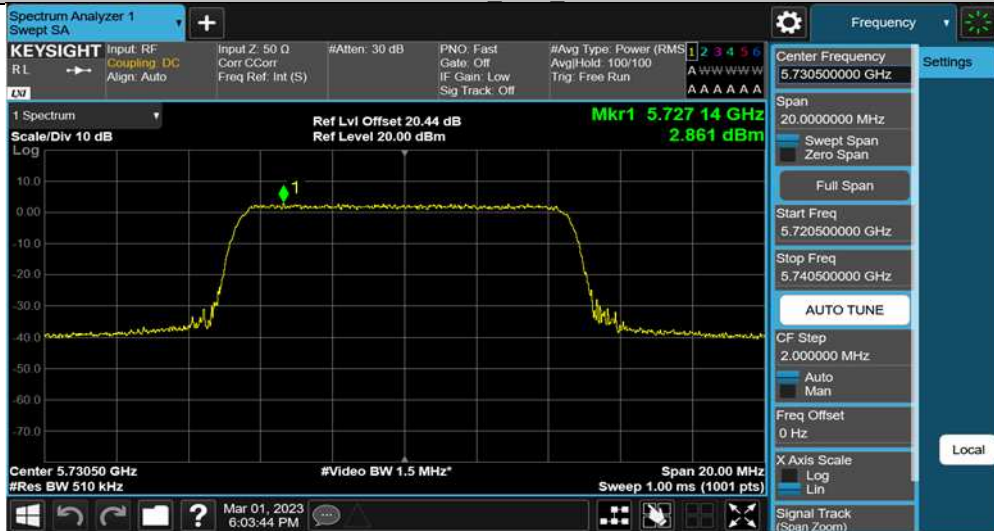 Spectrum Analyzer 1
Swept SA
+
Frequency
KEYSIGHT
RL
LXI
Input: RF
Coupling: DC
Align: Auto
Input Z: 50 Ω
Corr CCorr
Freq Ref: Int (S)
#Atten: 30 dB
PNO: Fast
Gate: Off
IF Gain: Low
Sig Track: Off
#Avg Type: Power (RMS
Avg|Hold: 100/100
Trig: Free Run
1 2 3 4 5 6
A W W W W W
A A A A A A
1 Spectrum
Scale/Div 10 dB
Log
Ref Lvl Offset 20.44 dB
Ref Level 20.00 dBm
Mkr1 5.727 14 GHz
2.861 dBm
1
10.0
0.00
-10.0
-20.0
-30.0
-40.0
-50.0
-60.0
-70.0
Center 5.73050 GHz
#Res BW 510 kHz
#Video BW 1.5 MHz*
Span 20.00 MHz
Sweep 1.00 ms (1001 pts)
Center Frequency
5.730500000 GHz
Span
20.0000000 MHz
Swept Span
Zero Span
Full Span
Start Freq
5.720500000 GHz
Stop Freq
5.740500000 GHz
AUTO TUNE
CF Step
2.000000 MHz
Auto
Man
Freq Offset
0 Hz
X Axis Scale
Log
Lin
Signal Track
(Span Zoom)
Settings
Local
?
Mar 01, 2023
6:03:44 PM